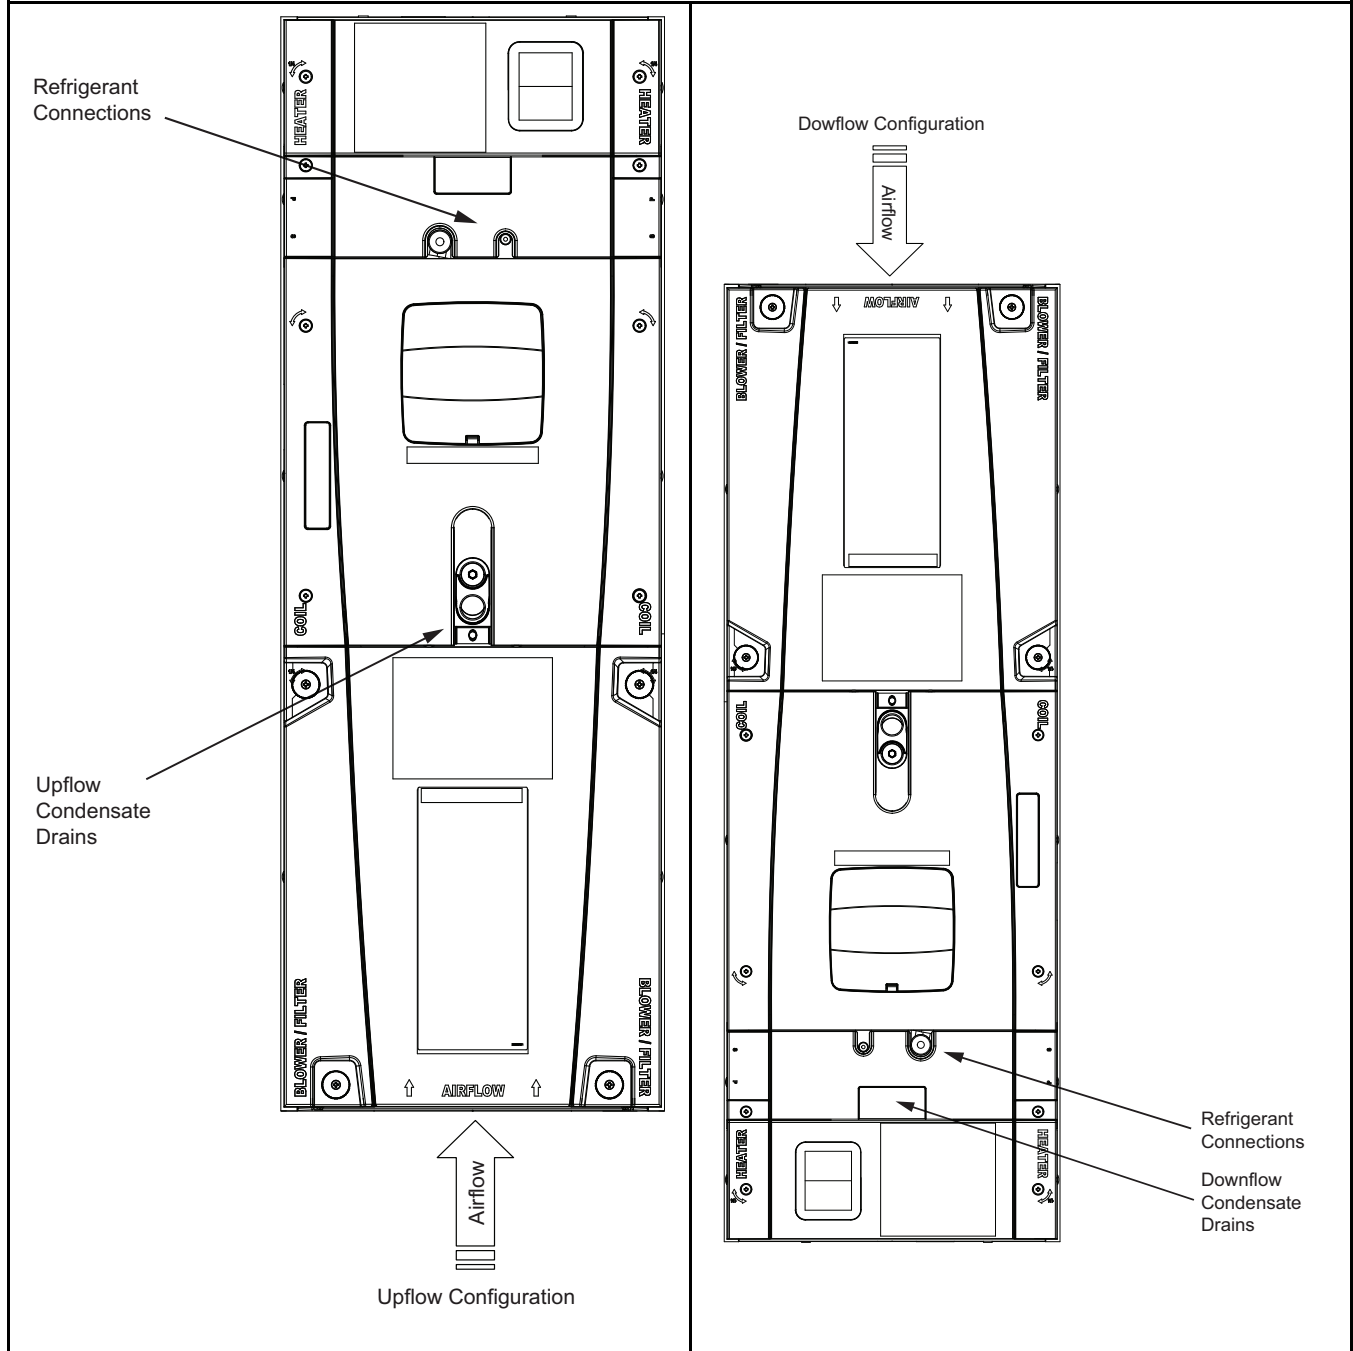 Refrigerant
Connections
HEATER
HEATER
COIL
COIL
Upflow
Condensate
Drains
BLOWER / FILTER
BLOWER / FILTER
AIRFLOW
Airflow
Upflow Configuration
Dowflow Configuration
Airflow
BLOWER / FILTER
AIRFLOW
BLOWER / FILTER
COIL
COIL
HEATER
HEATER
Refrigerant
Connections
Downflow
Condensate
Drains